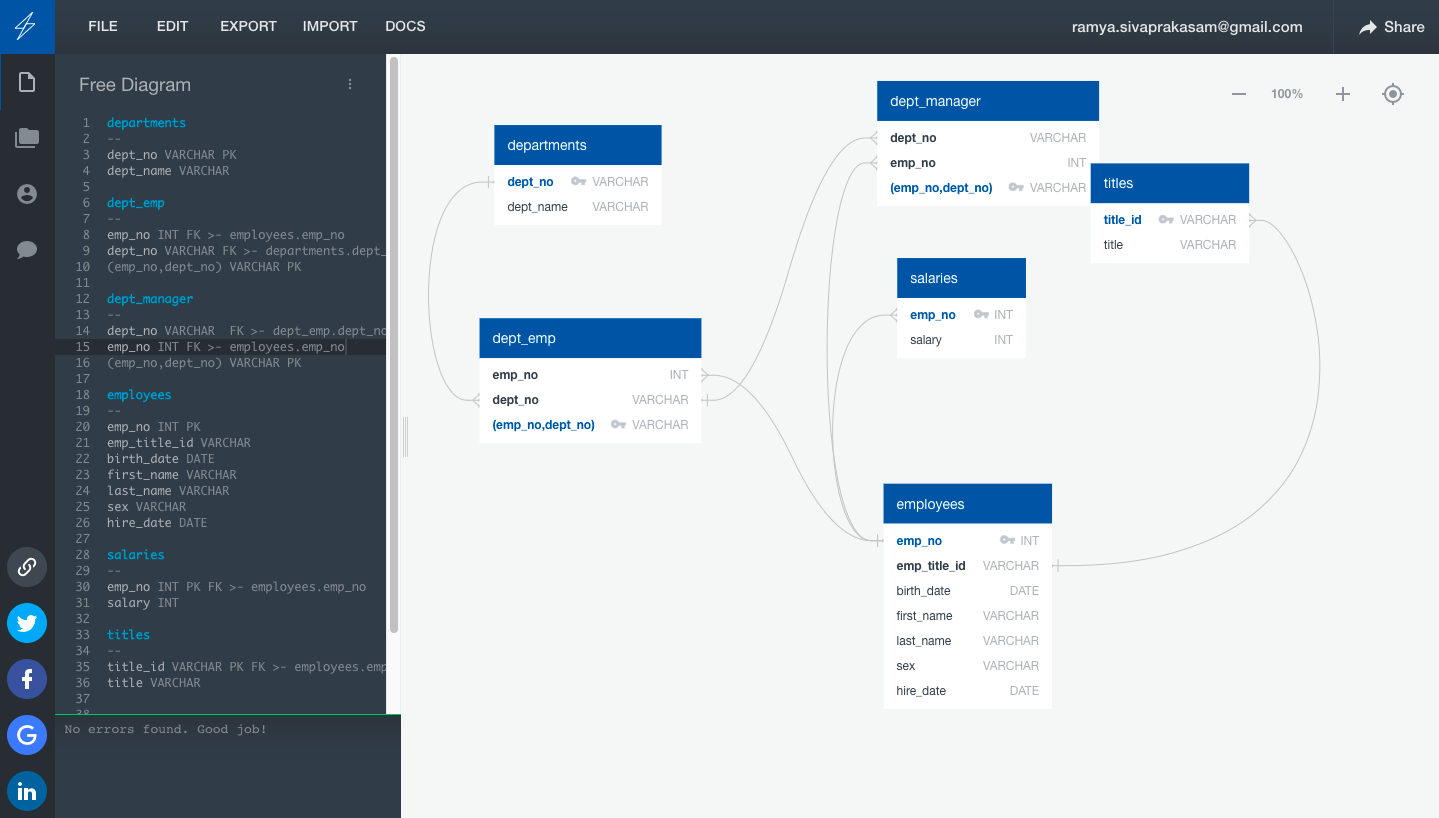 FILE EDIT EXPORT IMPORT DOCS ramya.sivaprakasam@gmail.com Share
Free Diagram
1 departments
2 --
3 dept_no VARCHAR PK
4 dept_name VARCHAR
5
6 dept_emp
7 --
8 emp_no INT FK >- employees.emp_no
9 dept_no VARCHAR FK >- departments.dept_
10 (emp_no,dept_no) VARCHAR PK
11
12 dept_manager
13 --
14 dept_no VARCHAR  FK >- dept_emp.dept_no
15 emp_no INT FK >- employees.emp_no
16 (emp_no,dept_no) VARCHAR PK
17
18 employees
19 --
20 emp_no INT PK
21 emp_title_id VARCHAR
22 birth_date DATE
23 first_name VARCHAR
24 last_name VARCHAR
25 sex VARCHAR
26 hire_date DATE
27
28 salaries
29 --
30 emp_no INT PK FK >- employees.emp_no
31 salary INT
32
33 titles
34 --
35 title_id VARCHAR PK FK >- employees.emp
36 title VARCHAR
37
38
No errors found. Good job!
100%
departments
dept_no VARCHAR
dept_name VARCHAR
dept_emp
emp_no INT
dept_no VARCHAR
(emp_no,dept_no) VARCHAR
dept_manager
dept_no VARCHAR
emp_no INT
(emp_no,dept_no) VARCHAR
titles
title_id VARCHAR
title VARCHAR
salaries
emp_no INT
salary INT
employees
emp_no INT
emp_title_id VARCHAR
birth_date DATE
first_name VARCHAR
last_name VARCHAR
sex VARCHAR
hire_date DATE
f
G
in